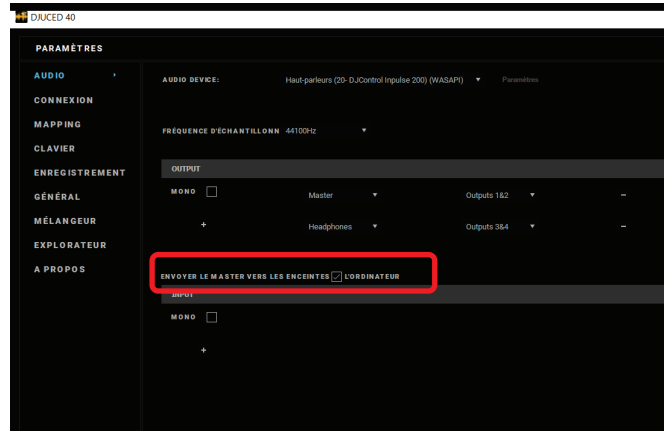 DJUCED 40
PARAMÈTRES
AUDIO
CONNEXION
MAPPING
CLAVIER
ENREGISTREMENT
GÉNÉRAL
MÉLANGEUR
EXPLORATEUR
A PROPOS
AUDIO DEVICE: Haut-parleurs (20- DJControl Inpulse 200) (WASAPI) Paramètres
FRÉQUENCE D'ÉCHANTILLONN 44100Hz
OUTPUT
MONO Master Outputs 1&2 –
+ Headphones Outputs 3&4 –
ENVOYER LE MASTER VERS LES ENCEINTES L'ORDINATEUR
INPUT
MONO
+